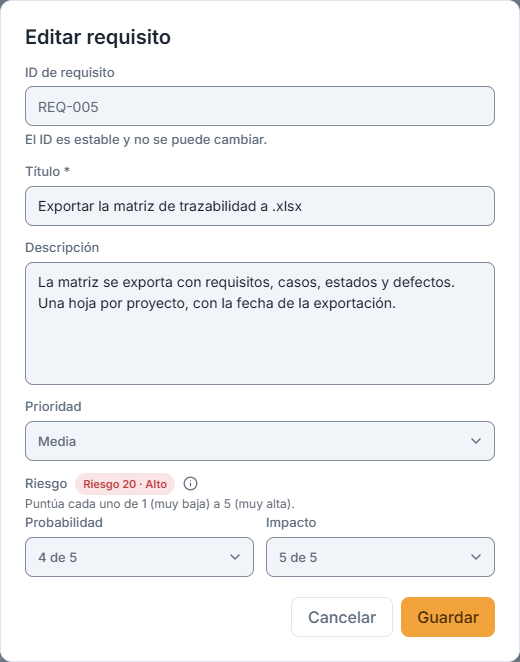 Editar requisito
ID de requisito
REQ-005
El ID es estable y no se puede cambiar.
Título *
Exportar la matriz de trazabilidad a .xlsx
Descripción
La matriz se exporta con requisitos, casos, estados y defectos.
Una hoja por proyecto, con la fecha de la exportación.
Prioridad
Media
Riesgo Riesgo 20 · Alto
Puntúa cada uno de 1 (muy baja) a 5 (muy alta).
Probabilidad Impacto
4 de 5 5 de 5
Cancelar Guardar